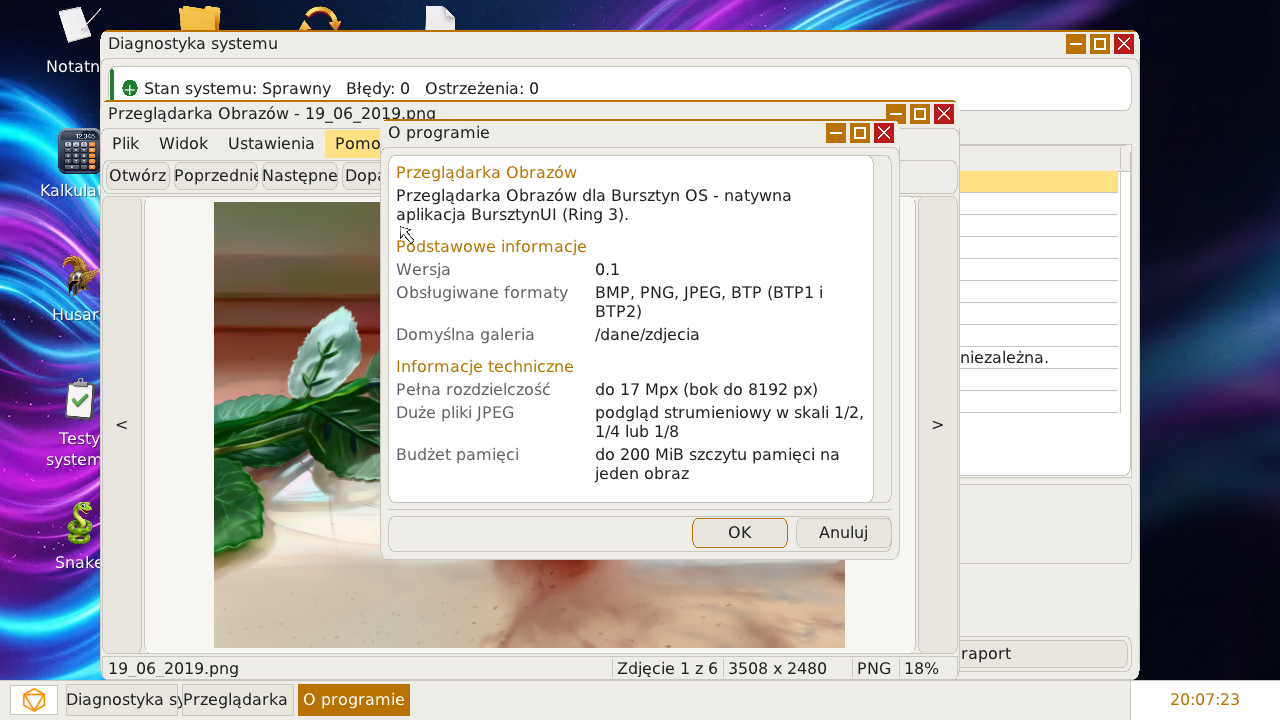 Notatn
Diagnostyka systemu
Stan systemu: Sprawny Błędy: 0 Ostrzeżenia: 0
Przeglądarka Obrazów - 19_06_2019.png
Plik Widok Ustawienia Pomo
Otwórz Poprzednie Następne Dopa
12,345
Kalkula
Husar
Testy
system
Snake
<
>
O programie
Przeglądarka Obrazów
Przeglądarka Obrazów dla Bursztyn OS - natywna
aplikacja BursztynUI (Ring 3).
Podstawowe informacje
Wersja 0.1
Obsługiwane formaty BMP, PNG, JPEG, BTP (BTP1 i
BTP2)
Domyślna galeria /dane/zdjecia
Informacje techniczne
Pełna rozdzielczość do 17 Mpx (bok do 8192 px)
Duże pliki JPEG podgląd strumieniowy w skali 1/2,
1/4 lub 1/8
Budżet pamięci do 200 MiB szczytu pamięci na
jeden obraz
OK Anuluj
niezależna.
raport
19_06_2019.png Zdjęcie 1 z 6 3508 x 2480 PNG 18%
Diagnostyka sy Przeglądarka O programie 20:07:23